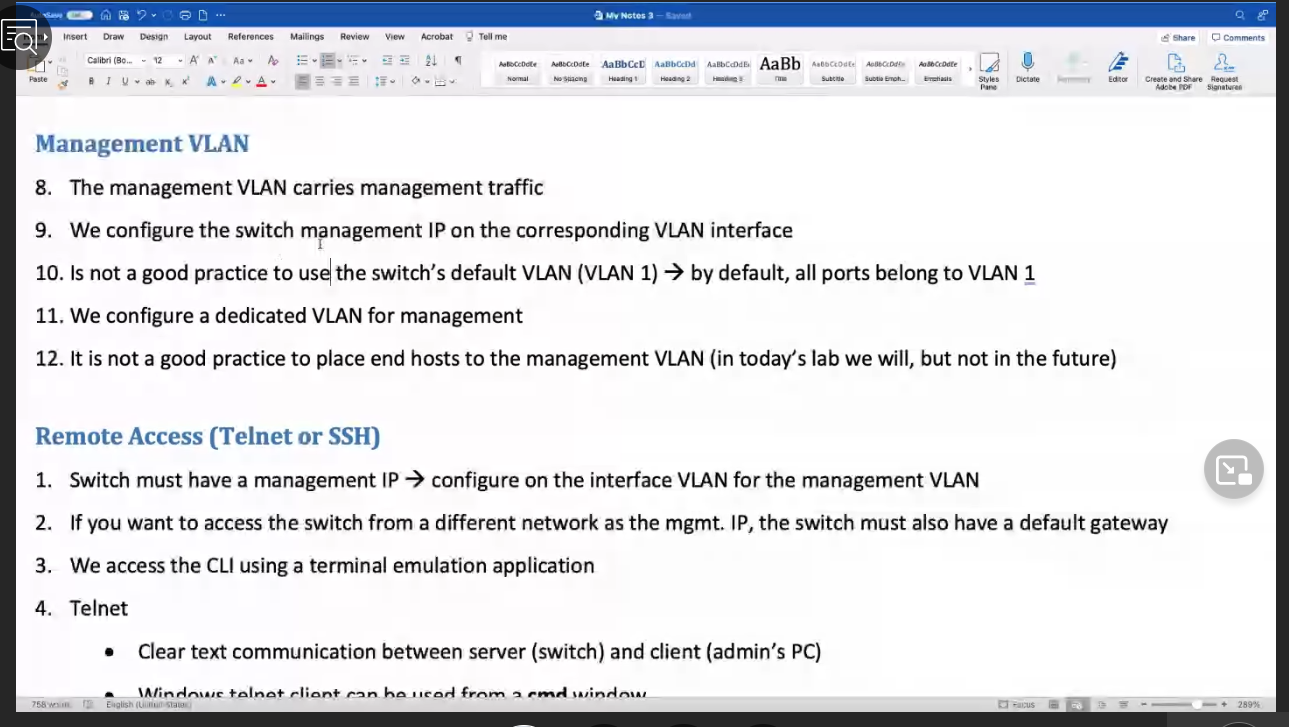 My Notes 3 — Saved
Insert Draw Design Layout References Mailings Review View Acrobat Tell me
Share Comments
Calibri (Bo... 12
Paste
AaBbCcDdEe Normal
AaBbCcDdEe No Spacing
AaBbCcD Heading 1
AaBbCcDd Heading 2
AaBbCcDdEe Heading 3
AaBb Title
AaBbCcDdEe Subtitle
AaBbCcDdEe Subtle Emph...
AaBbCcDdEe Emphasis
Styles Pane
Dictate
Editor
Create and Share Adobe PDF
Request Signatures
Management VLAN
8. The management VLAN carries management traffic
9. We configure the switch management IP on the corresponding VLAN interface
10. Is not a good practice to use the switch's default VLAN (VLAN 1) → by default, all ports belong to VLAN 1
11. We configure a dedicated VLAN for management
12. It is not a good practice to place end hosts to the management VLAN (in today's lab we will, but not in the future)
Remote Access (Telnet or SSH)
1. Switch must have a management IP → configure on the interface VLAN for the management VLAN
2. If you want to access the switch from a different network as the mgmt. IP, the switch must also have a default gateway
3. We access the CLI using a terminal emulation application
4. Telnet
• Clear text communication between server (switch) and client (admin's PC)
• Windows telnet client can be used from a cmd window
758 words English (United States) Focus 289%